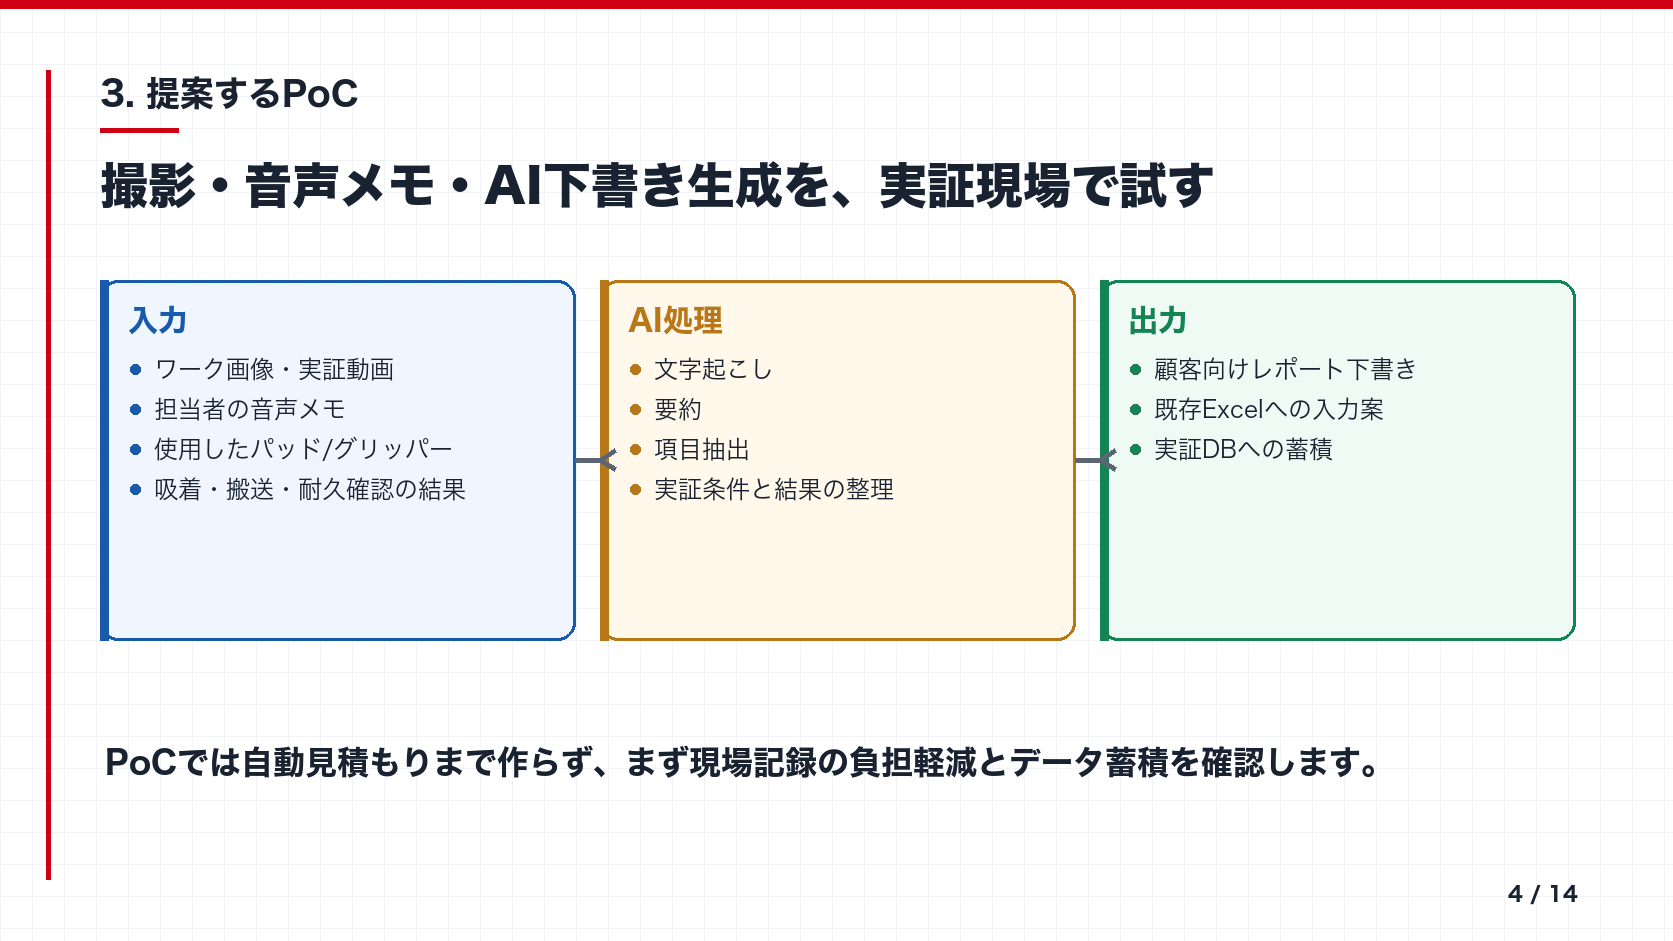 3. 提案するPoC
撮影・音声メモ・AI下書き生成を、実証現場で試す
入力
ワーク画像・実証動画
担当者の音声メモ
使用したパッド/グリッパー
吸着・搬送・耐久確認の結果
AI処理
文字起こし
要約
項目抽出
実証条件と結果の整理
出力
顧客向けレポート下書き
既存Excelへの入力案
実証DBへの蓄積
PoCでは自動見積もりまで作らず、まず現場記録の負担軽減とデータ蓄積を確認します。
4 / 14